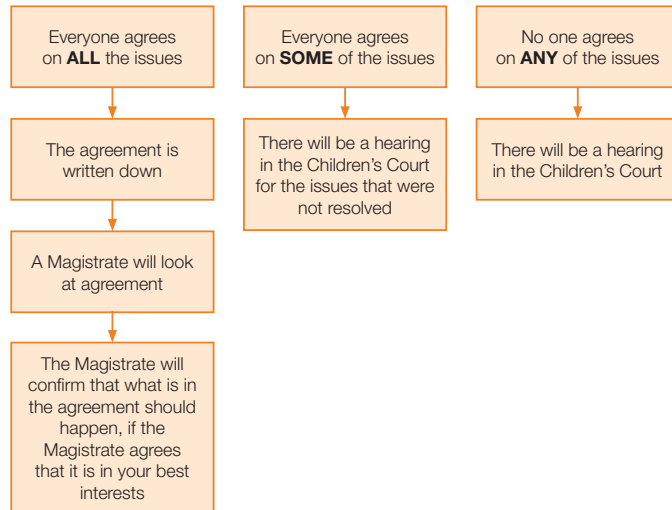 Everyone agrees
on ALL the issues
The agreement is
written down
A Magistrate will look
at agreement
The Magistrate will
confirm that what is in
the agreement should
happen, if the
Magistrate agrees
that it is in your best
interests
Everyone agrees
on SOME of the issues
There will be a hearing
in the Children’s Court
for the issues that were
not resolved
No one agrees
on ANY of the issues
There will be a hearing
in the Children’s Court